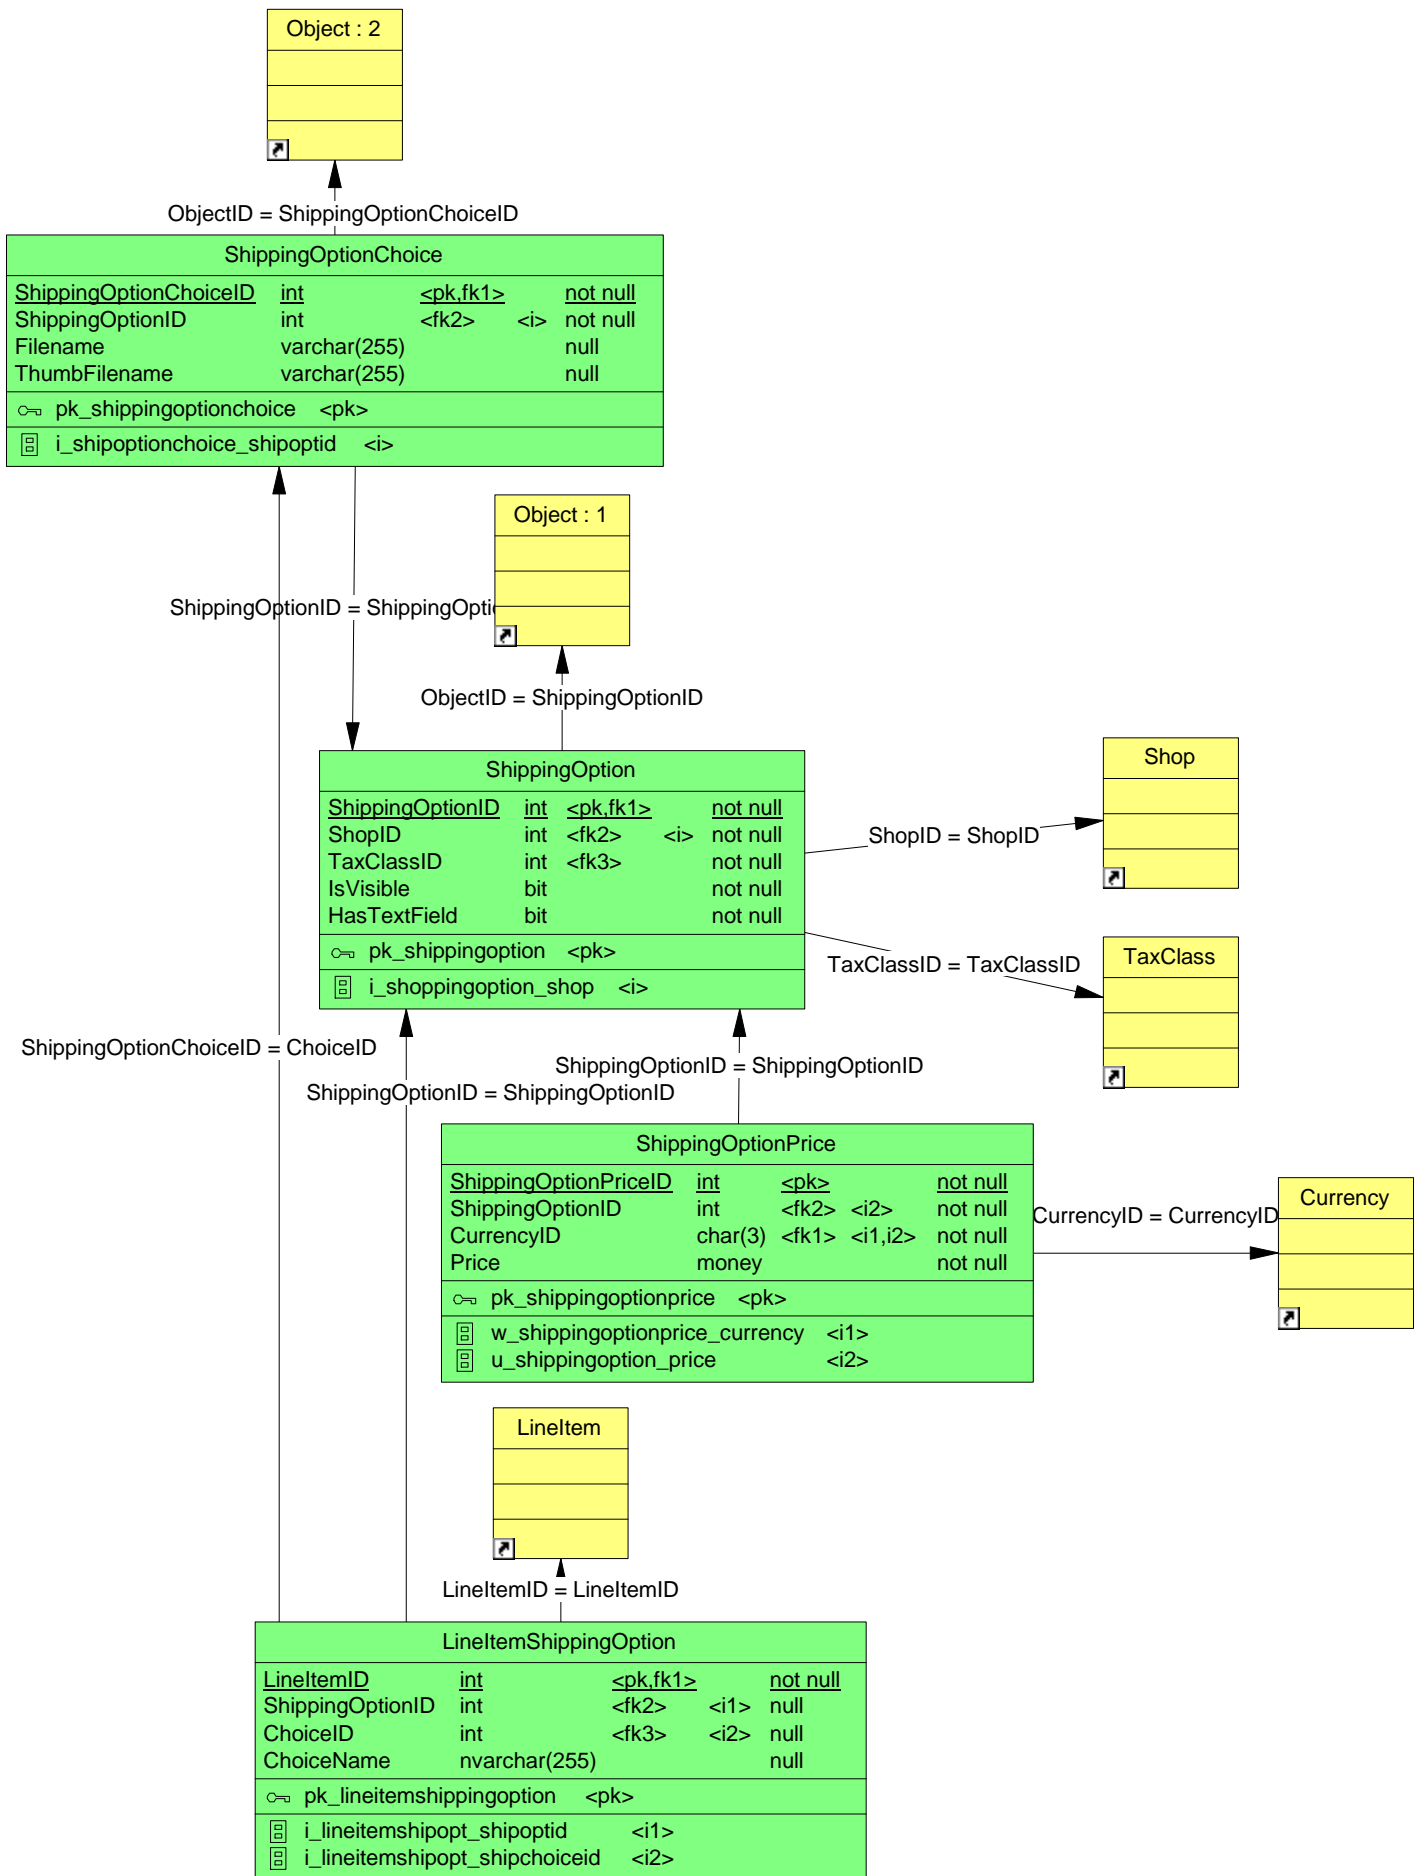 Object : 2
ObjectID = ShippingOptionChoiceID
ShippingOptionChoice
ShippingOptionChoiceID int <pk,fk1> not null
ShippingOptionID int <fk2> <i> not null
Filename varchar(255) null
ThumbFilename varchar(255) null
pk_shippingoptionchoice <pk>
i_shipoptionchoice_shipoptid <i>
Object : 1
ShippingOptionID = ShippingOpti
ObjectID = ShippingOptionID
ShippingOption
ShippingOptionID int <pk,fk1> not null
ShopID int <fk2> <i> not null
TaxClassID int <fk3> not null
IsVisible bit not null
HasTextField bit not null
pk_shippingoption <pk>
i_shoppingoption_shop <i>
Shop
ShopID = ShopID
TaxClass
TaxClassID = TaxClassID
ShippingOptionChoiceID = ChoiceID
ShippingOptionID = ShippingOptionID
ShippingOptionID = ShippingOptionID
ShippingOptionPrice
ShippingOptionPriceID int <pk> not null
ShippingOptionID int <fk2> <i2> not null
CurrencyID char(3) <fk1> <i1,i2> not null
Price money not null
pk_shippingoptionprice <pk>
w_shippingoptionprice_currency <i1>
u_shippingoption_price <i2>
Currency
CurrencyID = CurrencyID
LineItem
LineItemID = LineItemID
LineItemShippingOption
LineItemID int <pk,fk1> not null
ShippingOptionID int <fk2> <i1> null
ChoiceID int <fk3> <i2> null
ChoiceName nvarchar(255) null
pk_lineitemshippingoption <pk>
i_lineitemshipopt_shipoptid <i1>
i_lineitemshipopt_shipchoiceid <i2>